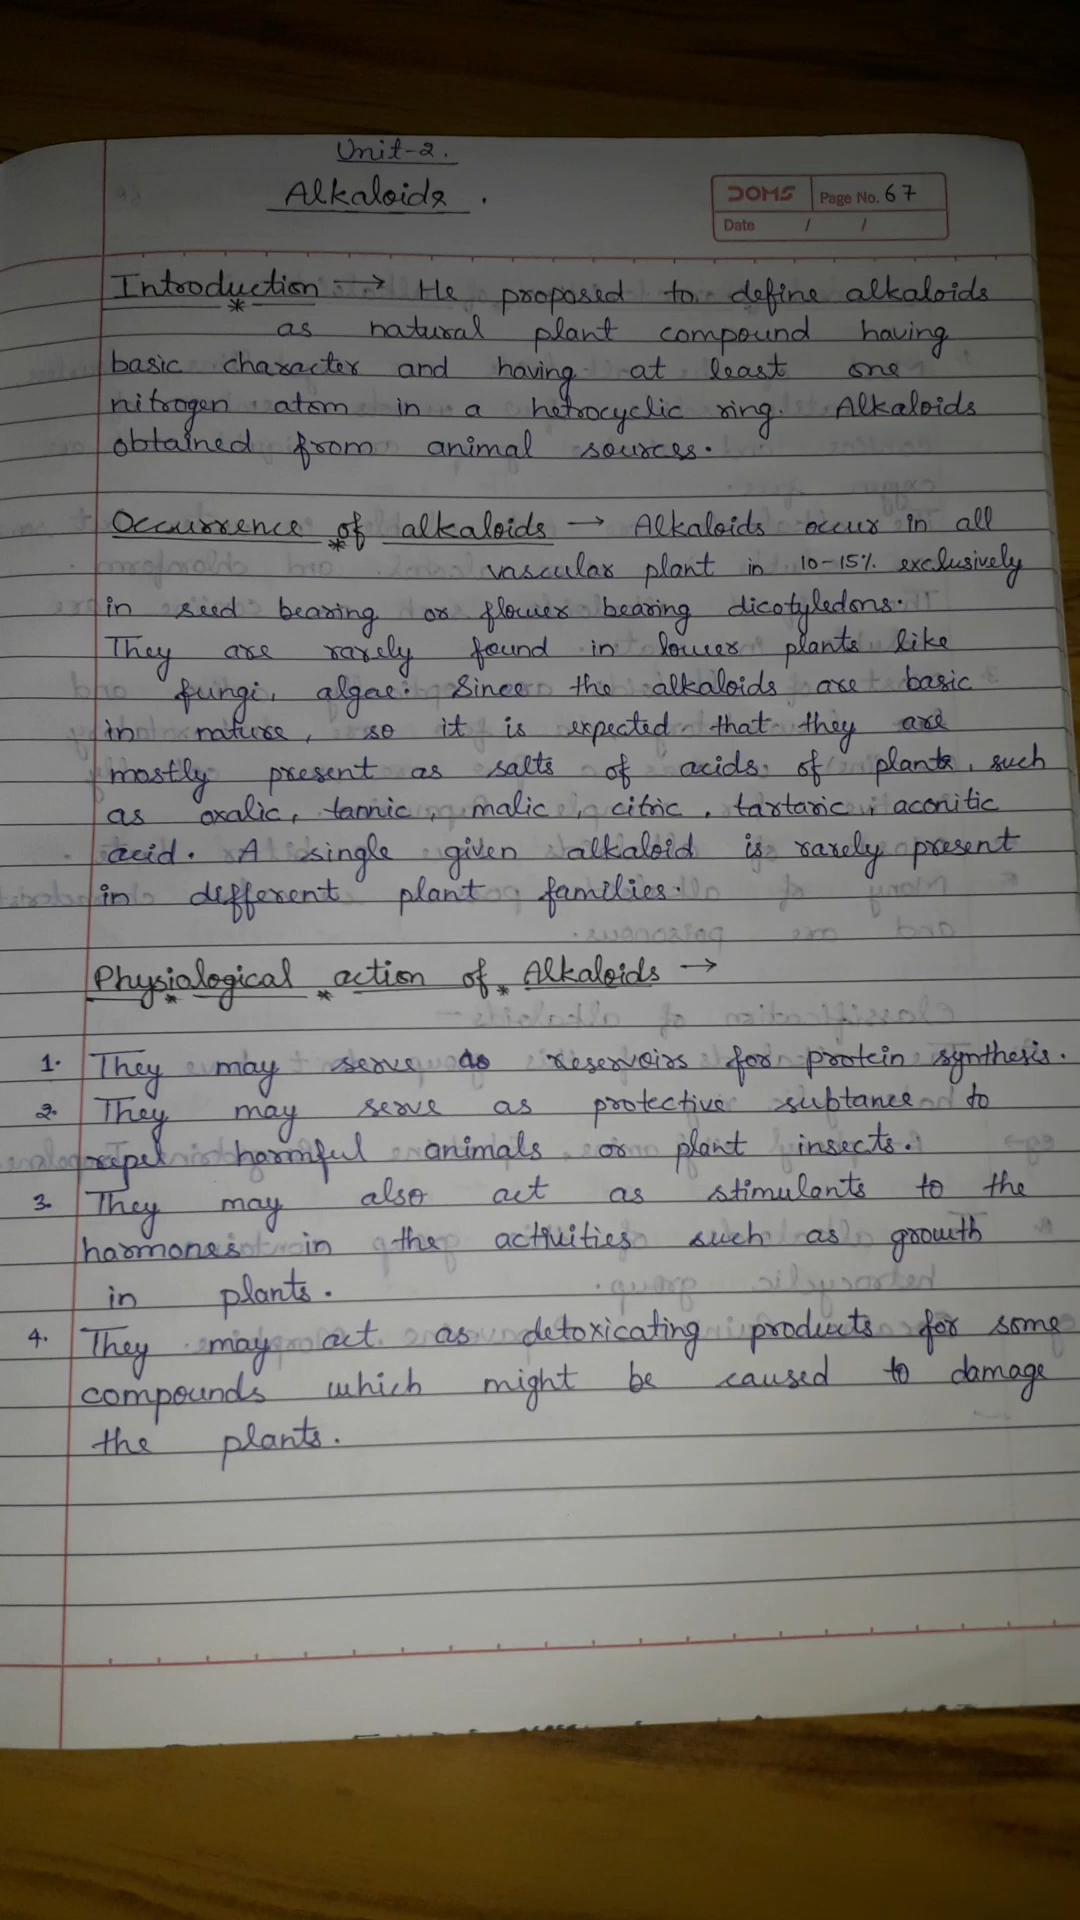 Unit-2.
Alkaloids.
DOMS Page No. 67
Date / /
Introduction → He proposed to define alkaloids
as natural plant compound having
basic character and having at least one
nitrogen atom in a hetrocyclic ring. Alkaloids
obtained from animal sources.
Occurrence of alkaloids → Alkaloids occur in all
vascular plant in 10-15% exclusively
in seed bearing or flower bearing dicotyledons.
They are rarely found in lower plants like
fungi, algae. Since the alkaloids are basic
in nature, so it is expected that they are
mostly present as salts of acids of plants, such
as oxalic, tannic, malic, citric, tartaric, aconitic
acid. A single given alkaloid is rarely present
in different plant families.
Physiological action of Alkaloids →
1. They may serve as reservoirs for protein synthesis.
2. They may serve as protective subtance to
repel harmful animals or plant insects.
3. They may also act as stimulants to the
harmones in the activities such as growth
in plants.
4. They may act as detoxicating products for some
compounds which might be caused to damage
the plants.